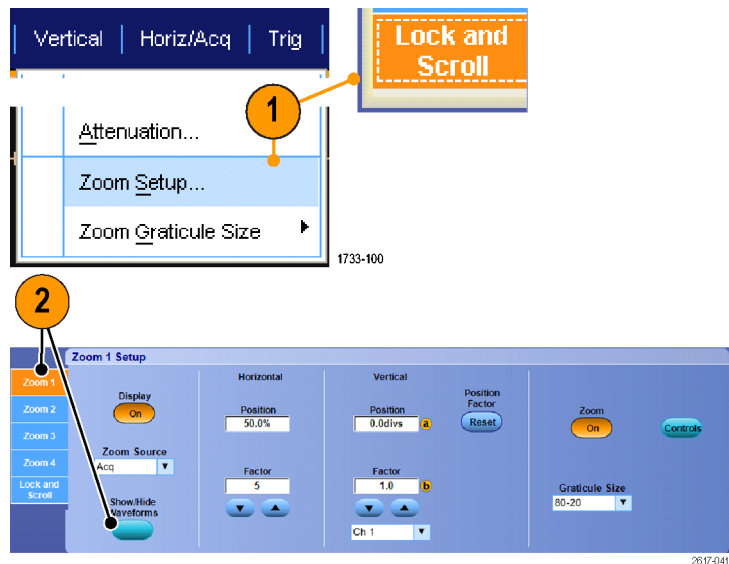 Vertical | Horiz/Acq | Trig
Lock and
Scroll
1
Attenuation...
Zoom Setup...
Zoom Graticule Size
1733-100
2
Zoom 1 Setup
Zoom 1
Zoom 2
Zoom 3
Zoom 4
Lock and
Scroll
Display
On
Zoom Source
Acq
Show/Hide
Waveforms
Horizontal
Position
50.0%
Factor
5
Vertical
Position
0.0divs
a
Factor
1.0
b
Ch 1
Position
Factor
Reset
Zoom
On
Controls
Graticule Size
80-20
2617-041